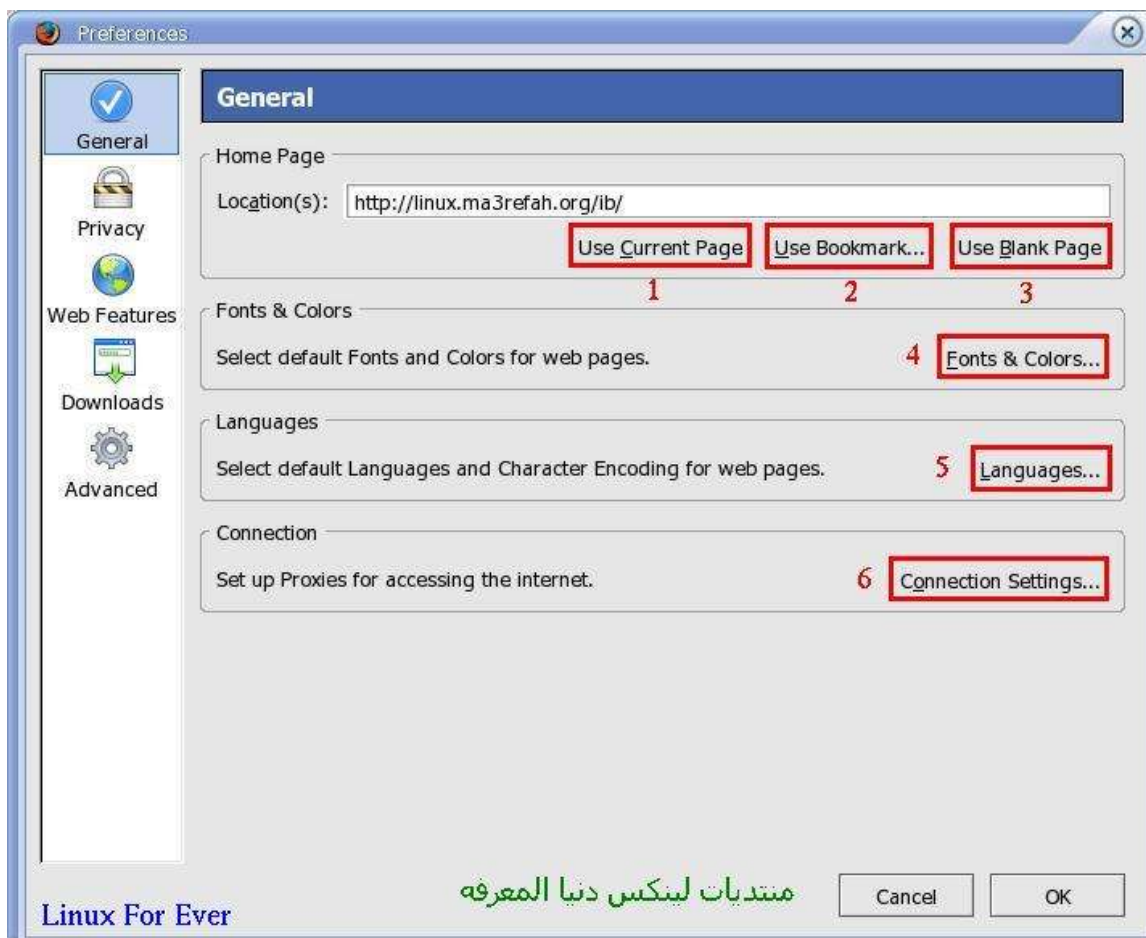 Preferences
General
General
Home Page
Location(s): http://linux.ma3refah.org/ib/
Privacy
Use Current Page Use Bookmark... Use Blank Page
1 2 3
Web Features
Fonts & Colors
Select default Fonts and Colors for web pages. 4 Fonts & Colors...
Downloads
Languages
Select default Languages and Character Encoding for web pages. 5 Languages...
Advanced
Connection
Set up Proxies for accessing the internet. 6 Connection Settings...
منتديات لينكس دنيا المعرفه
Cancel OK
Linux For Ever